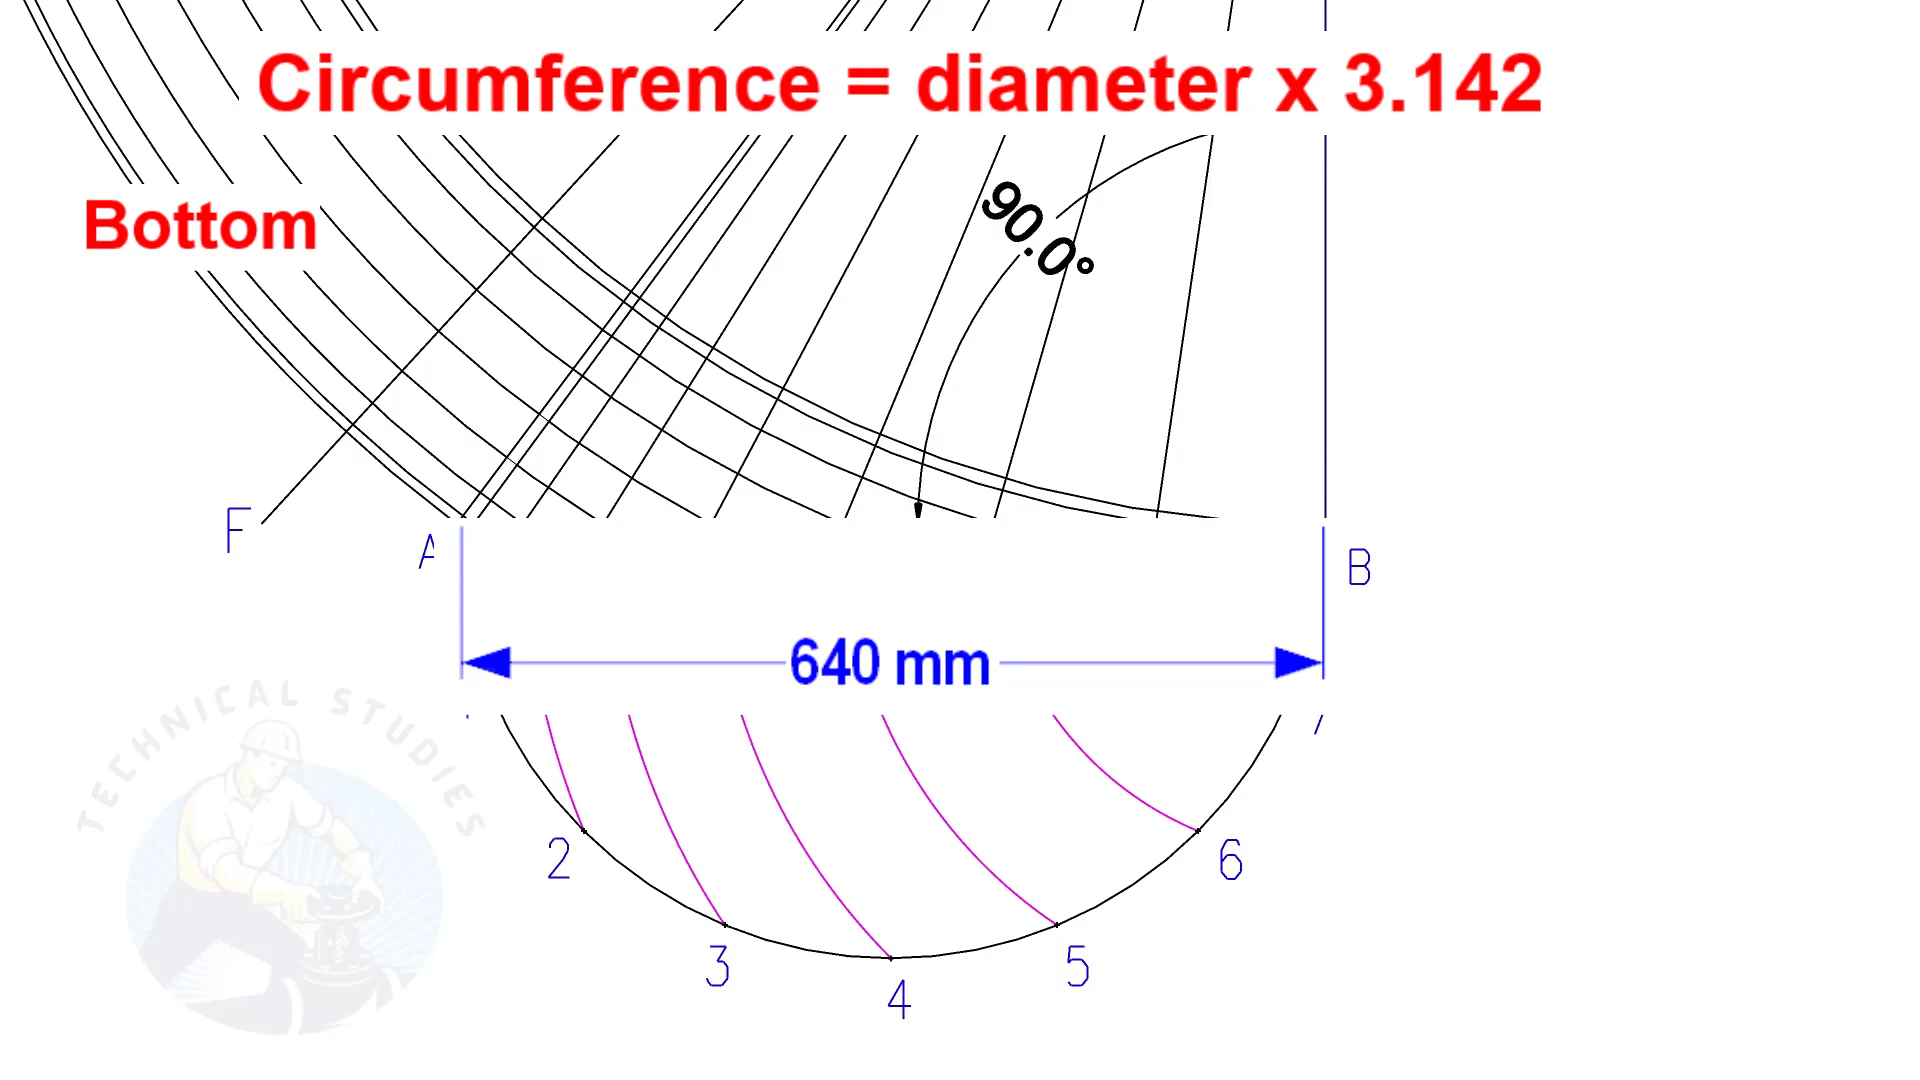 Circumference = diameter x 3.142
90.0°
Bottom
F
A
B
640 mm
TECHNICAL STUDIES
2
6
3
5
4